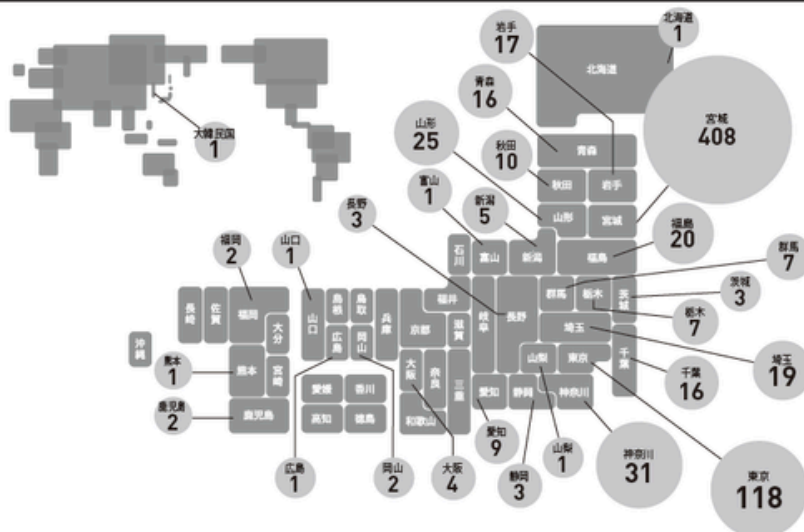 大韓民国
1
北海道
1
岩手
17
青森
16
山形
25
秋田
10
宮城
408
富山
1
新潟
5
長野
3
福島
20
群馬
7
茨城
3
栃木
7
埼玉
19
千葉
16
福岡
2
山口
1
熊本
1
鹿児島
2
広島
1
岡山
2
大阪
4
愛知
9
静岡
3
山梨
1
神奈川
31
東京
118
北海道
青森
秋田
岩手
山形
宮城
石川
富山
新潟
福島
群馬
栃木
茨城
福井
岐阜
長野
埼玉
千葉
山梨
東京
愛知
静岡
神奈川
長崎
佐賀
福岡
大分
熊本
宮崎
鹿児島
沖縄
山口
島根
鳥取
広島
岡山
兵庫
京都
滋賀
大阪
奈良
三重
和歌山
愛媛
香川
高知
徳島